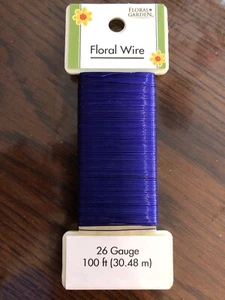 FLORAL
GARDEN
Floral Wire
26 Gauge
100 ft (30.48 m)